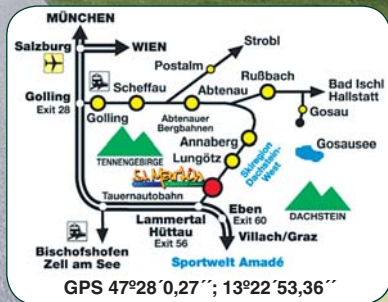 MÜNCHEN
Salzburg
WIEN
Strobl
Postalm
Rußbach
Scheffau
Abtenau
Bad Ischl
Hallstatt
Golling
Exit 28
Golling
Abtenauer
Bergbahnen
Gosau
Annaberg
Gosausee
TENNENGEBIRGE
Lungötz
Skiregion
Dachstein-
West
ST. MARTIN
Tauernautobahn
DACHSTEIN
Lammertal
Hüttau
Exit 56
Eben
Exit 60
Bischofshofen
Zell am See
Villach/Graz
Sportwelt Amadé
GPS 47º28´0,27´´; 13º22´53,36´´